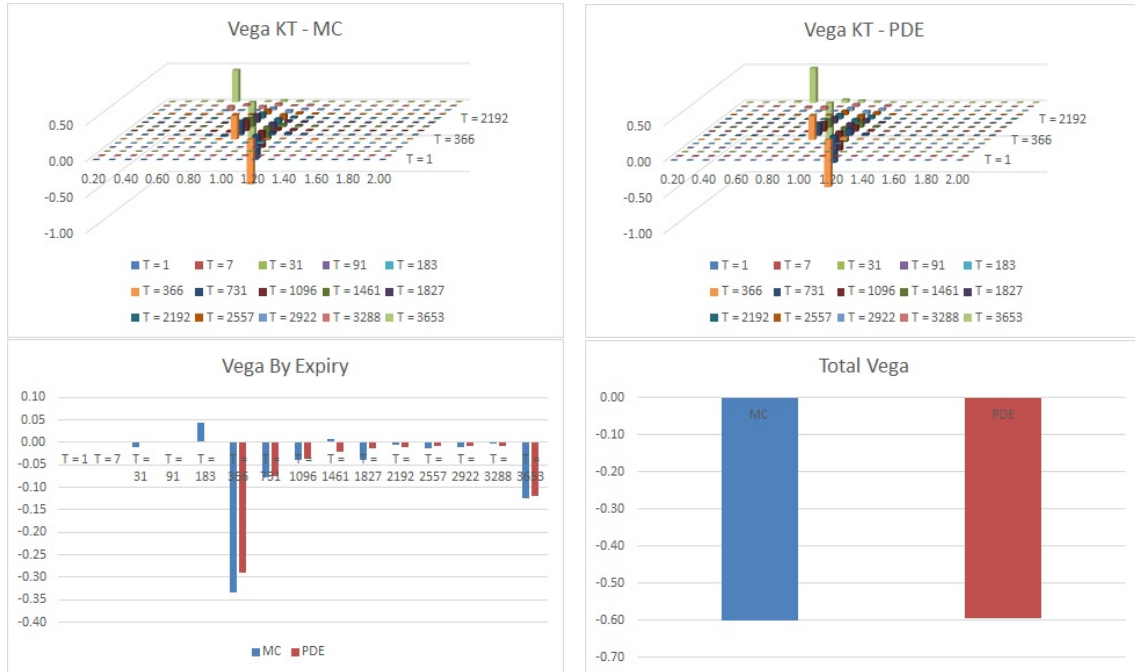 Vega KT - MC
0.50
0.00
-0.50
-1.00
T = 2192
T = 366
T = 1
0.20 0.40 0.60 0.80 1.00 1.20 1.40 1.60 1.80 2.00
T = 1 T = 7 T = 31 T = 91 T = 183
T = 366 T = 731 T = 1096 T = 1461 T = 1827
T = 2192 T = 2557 T = 2922 T = 3288 T = 3653
Vega KT - PDE
0.50
0.00
-0.50
-1.00
T = 2192
T = 366
T = 1
0.20 0.40 0.60 0.80 1.00 1.20 1.40 1.60 1.80 2.00
T = 1 T = 7 T = 31 T = 91 T = 183
T = 366 T = 731 T = 1096 T = 1461 T = 1827
T = 2192 T = 2557 T = 2922 T = 3288 T = 3653
Vega By Expiry
0.10
0.05
0.00
-0.05
-0.10
-0.15
-0.20
-0.25
-0.30
-0.35
-0.40
T = 1 T = 7 T = T = T = T = T = T = T = T = T = T = T = T = T =
31 91 183 366 731 1096 1461 1827 2192 2557 2922 3288 3653
MC PDE
Total Vega
0.00
-0.10
-0.20
-0.30
-0.40
-0.50
-0.60
-0.70
MC PDE